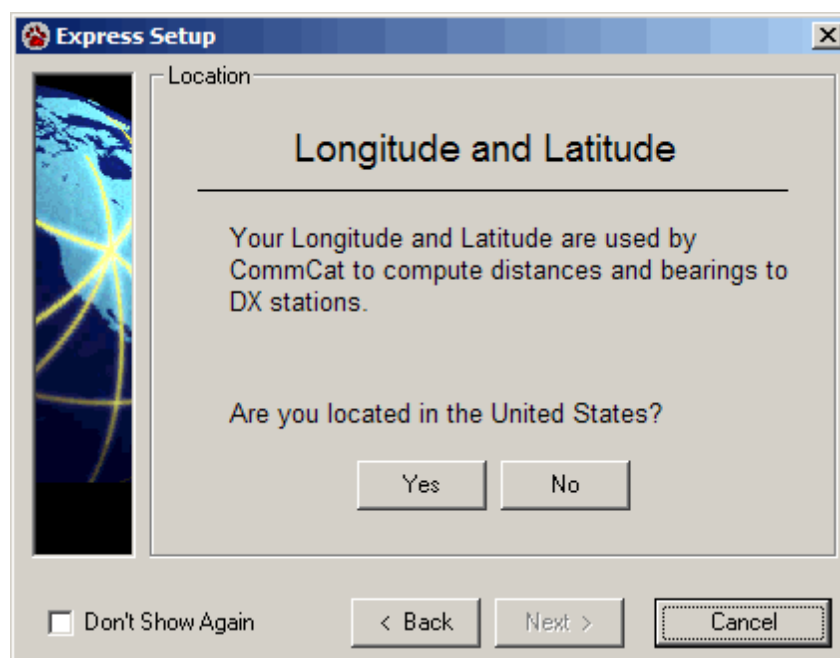 Express Setup
Location
Longitude and Latitude
Your Longitude and Latitude are used by
CommCat to compute distances and bearings to
DX stations.
Are you located in the United States?
Yes No
Don't Show Again < Back Next > Cancel